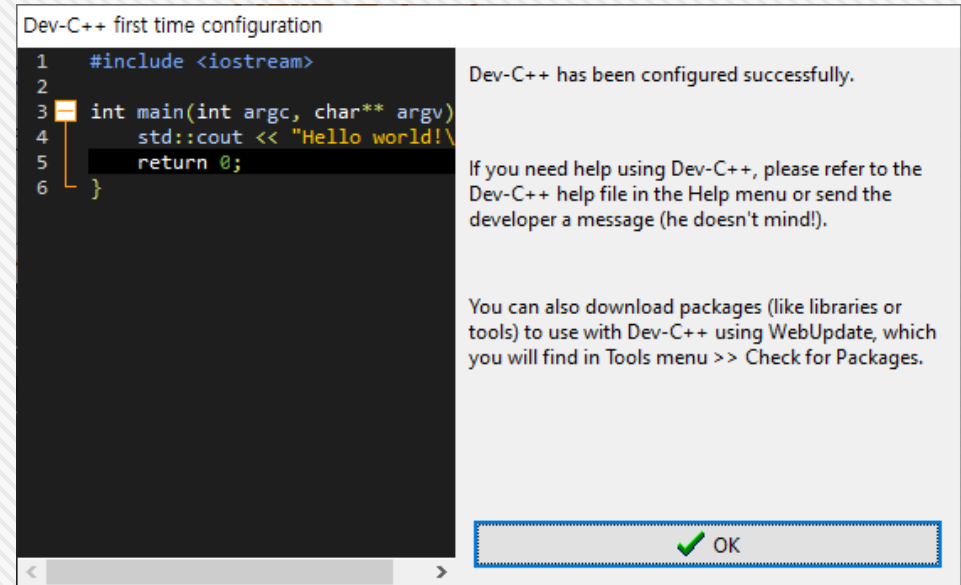 Dev-C++ first time configuration
1 #include <iostream>
2
3 int main(int argc, char** argv)
4 std::cout << "Hello world!\
5 return 0;
6 }
Dev-C++ has been configured successfully.
If you need help using Dev-C++, please refer to the
Dev-C++ help file in the Help menu or send the
developer a message (he doesn't mind!).
You can also download packages (like libraries or
tools) to use with Dev-C++ using WebUpdate, which
you will find in Tools menu >> Check for Packages.
OK